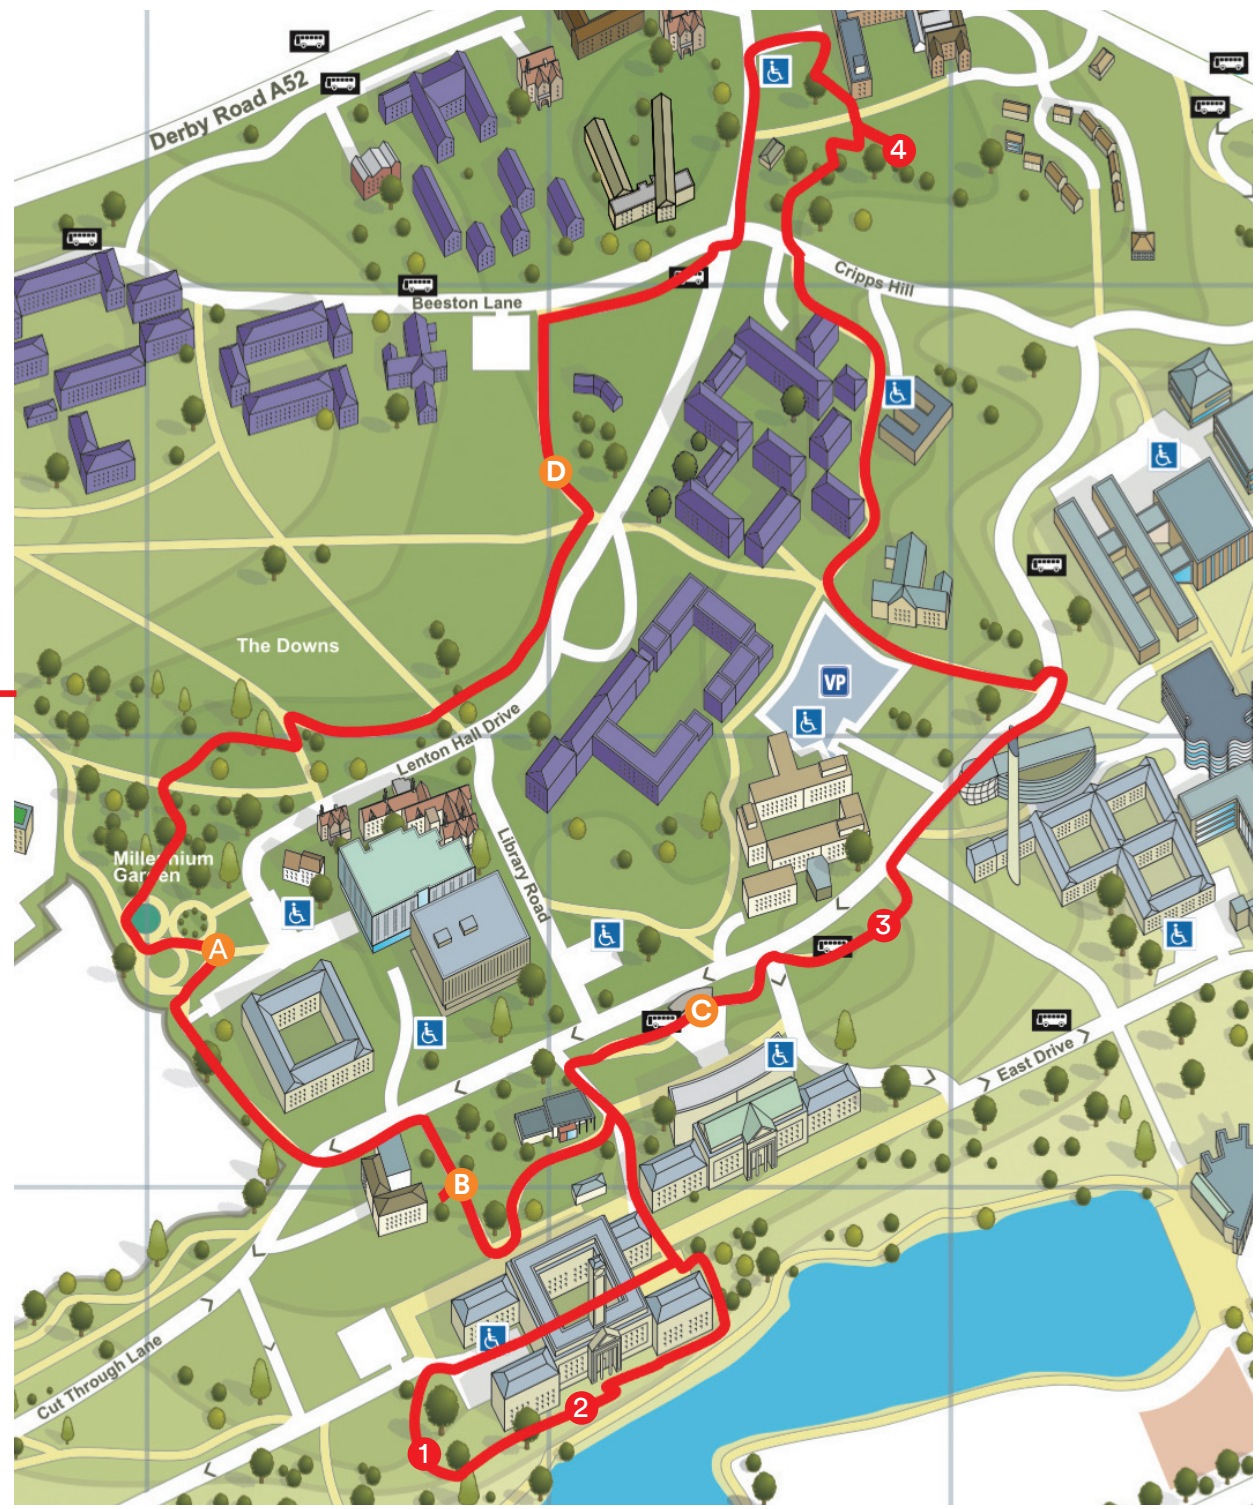 Derby Road A52
4
Cripps Hill
Beeston Lane
D
The Downs
VP
Lenton Hall Drive
Library Road
Millennium
Garden
A
3
C
East Drive
B
Cut Through Lane
2
1